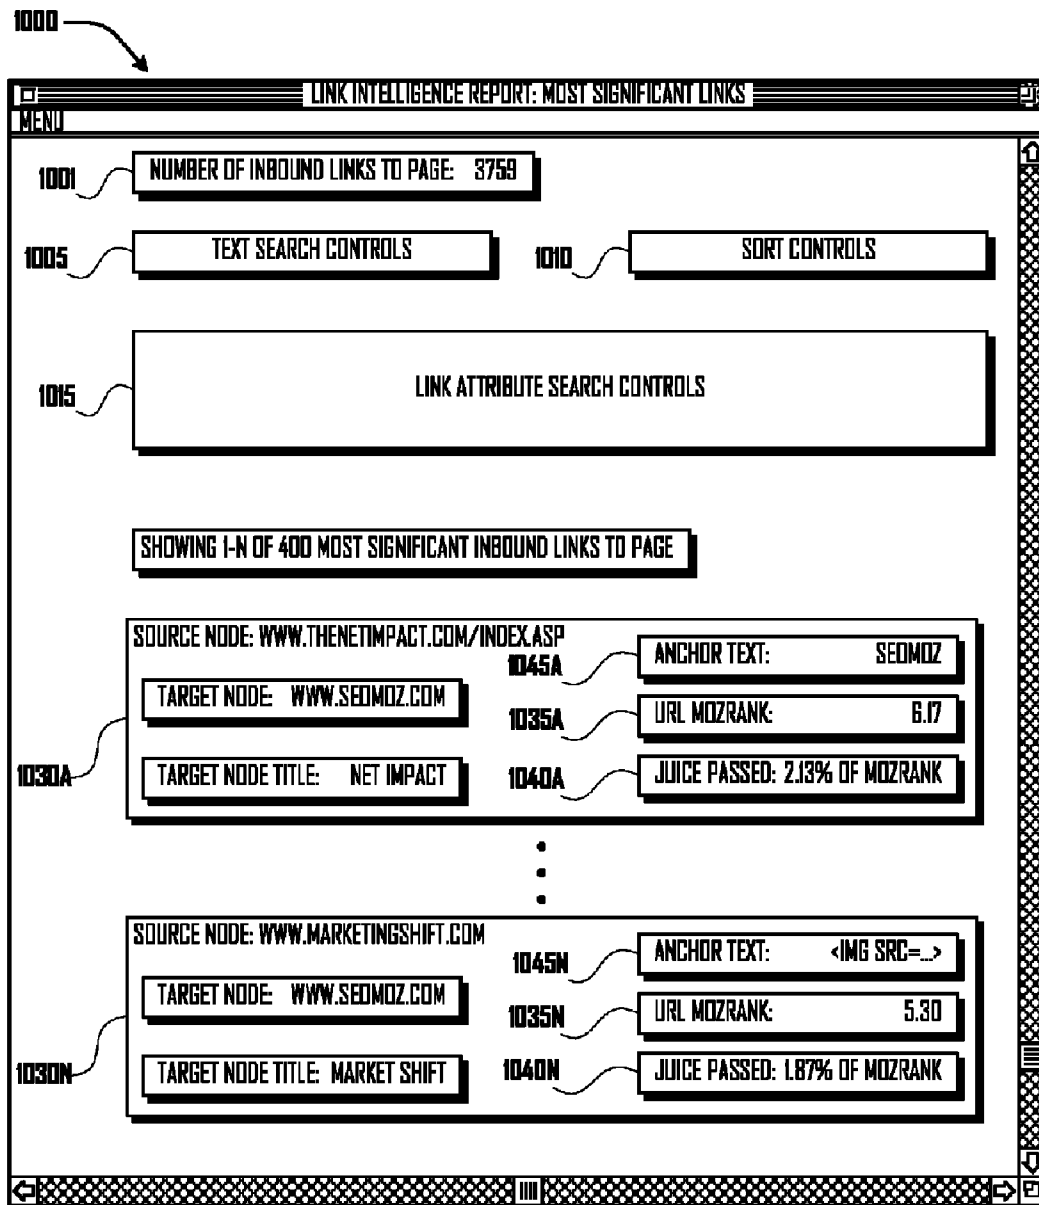 1000
LINK INTELLIGENCE REPORT: MOST SIGNIFICANT LINKS
MENU
1001 NUMBER OF INBOUND LINKS TO PAGE: 3759
1005 TEXT SEARCH CONTROLS 1010 SORT CONTROLS
1015 LINK ATTRIBUTE SEARCH CONTROLS
SHOWING 1-N OF 400 MOST SIGNIFICANT INBOUND LINKS TO PAGE
SOURCE NODE: WWW.THENETIMPACT.COM/INDEX.ASP
1045A ANCHOR TEXT: SEOMOZ
TARGET NODE: WWW.SEOMOZ.COM
1035A URL MOZRANK: 6.17
1030A TARGET NODE TITLE: NET IMPACT
1040A JUICE PASSED: 2.13% OF MOZRANK
SOURCE NODE: WWW.MARKETINGSHIFT.COM
1045N ANCHOR TEXT: <IMG SRC=...>
TARGET NODE: WWW.SEOMOZ.COM
1035N URL MOZRANK: 5.30
1030N TARGET NODE TITLE: MARKET SHIFT
1040N JUICE PASSED: 1.87% OF MOZRANK